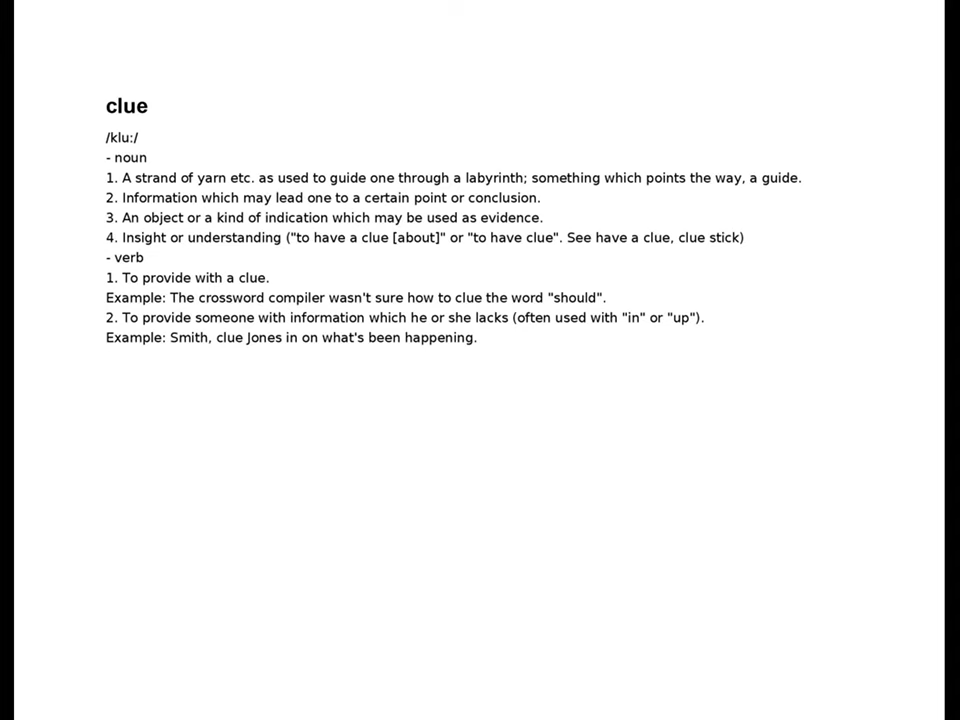 clue
/klu:/
- noun
1. A strand of yarn etc. as used to guide one through a labyrinth; something which points the way, a guide.
2. Information which may lead one to a certain point or conclusion.
3. An object or a kind of indication which may be used as evidence.
4. Insight or understanding ("to have a clue [about]" or "to have clue". See have a clue, clue stick)
- verb
1. To provide with a clue.
Example: The crossword compiler wasn't sure how to clue the word "should".
2. To provide someone with information which he or she lacks (often used with "in" or "up").
Example: Smith, clue Jones in on what's been happening.